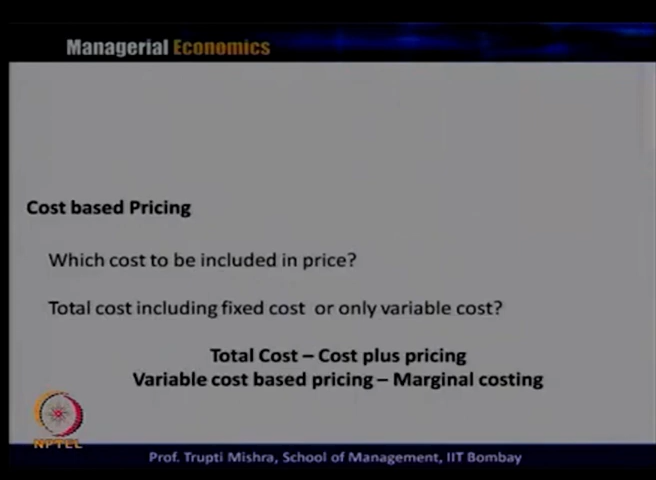 Managerial Economics
Cost based Pricing
Which cost to be included in price?
Total cost including fixed cost or only variable cost?
Total Cost – Cost plus pricing
Variable cost based pricing – Marginal costing
NPTEL
Prof. Trupti Mishra, School of Management, IIT Bombay